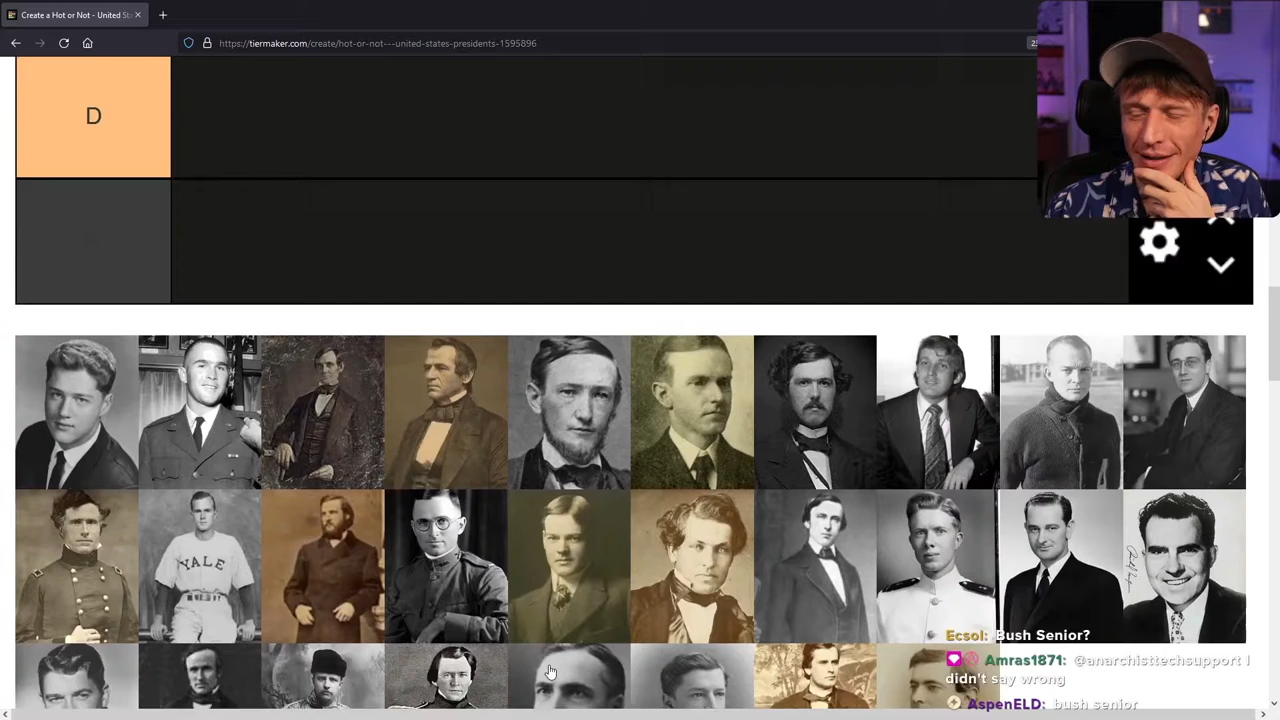 Create a Hot or Not - United St
https://tiermaker.com/create/hot-or-not---united-states-presidents-1595896
D
YALE
Ecsol: Bush Senior?
Amras1871: @anarchisttechsupport I
didn't say wrong
AspenELD: bush senior